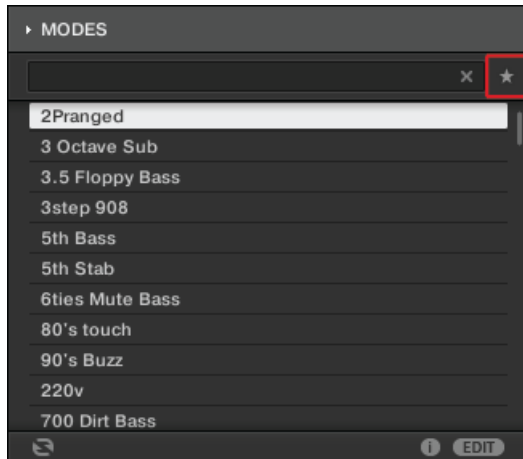 MODES
2Pranged
3 Octave Sub
3.5 Floppy Bass
3step 908
5th Bass
5th Stab
6ties Mute Bass
80's touch
90's Buzz
220v
700 Dirt Bass
i EDIT